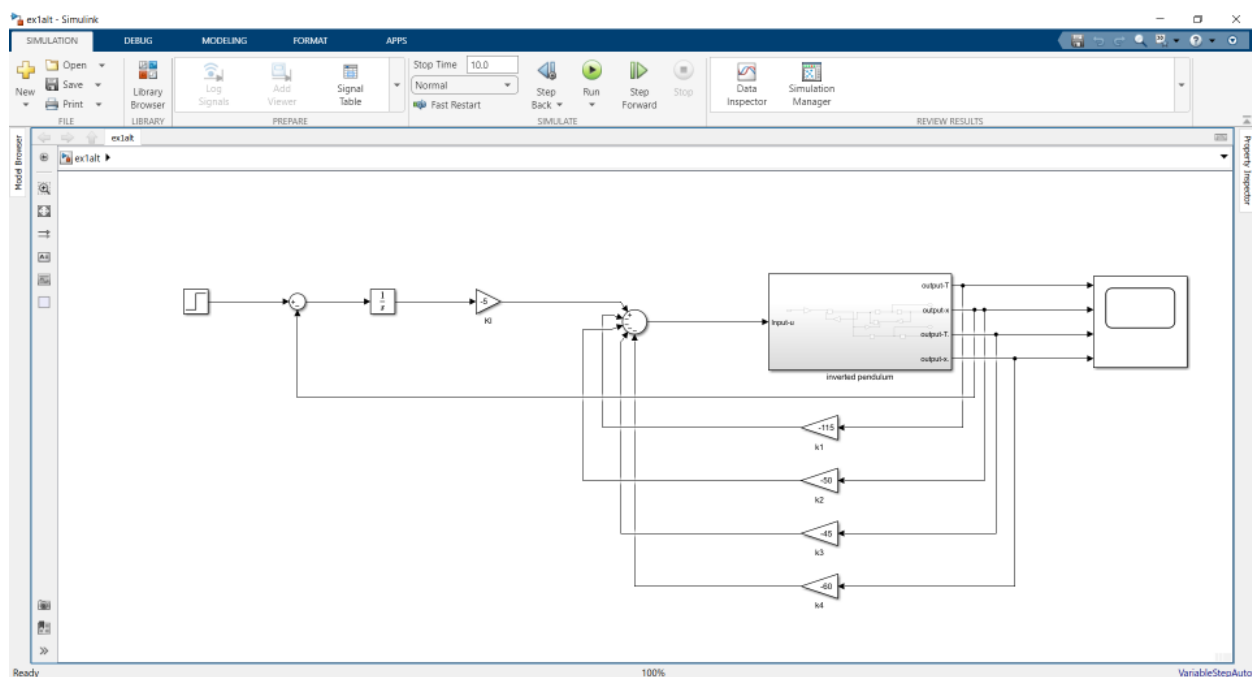 ex1alt - Simulink
SIMULATION DEBUG MODELING FORMAT APPS
New
Open
Save
Print
FILE
Library
Browser
LIBRARY
Log
Signals
Add
Viewer
Signal
Table
PREPARE
Stop Time 10.0
Normal
Fast Restart
Step
Back
Run
Step
Forward
Stop
SIMULATE
Data
Inspector
Simulation
Manager
REVIEW RESULTS
Model Browser
ex1alt
ex1alt
Property Inspector
1
s
-5
KI
Input-u
output-T
output-x
output-T.
output-x.
inverted pendulum
-115
k1
-50
k2
-45
k3
-60
k4
Ready
100%
VariableStepAuto